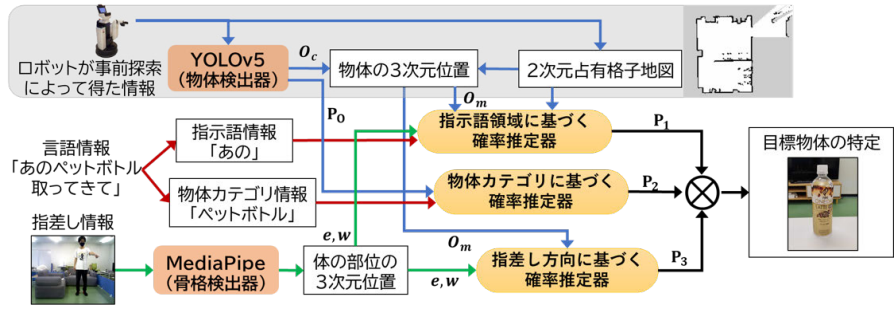 ロボットが事前探索
によって得た情報
YOLOv5
(物体検出器)
O_c
物体の3次元位置
2次元占有格子地図
O_m
P_O
言語情報
「あのペットボトル
取ってきて」
指示語情報
「あの」
物体カテゴリ情報
「ペットボトル」
指示語領域に基づく
確率推定器
P_1
物体カテゴリに基づく
確率推定器
P_2
目標物体の特定
指差し情報
MediaPipe
(骨格検出器)
体の部位の
3次元位置
e,w
O_m
e,w
指差し方向に基づく
確率推定器
P_3